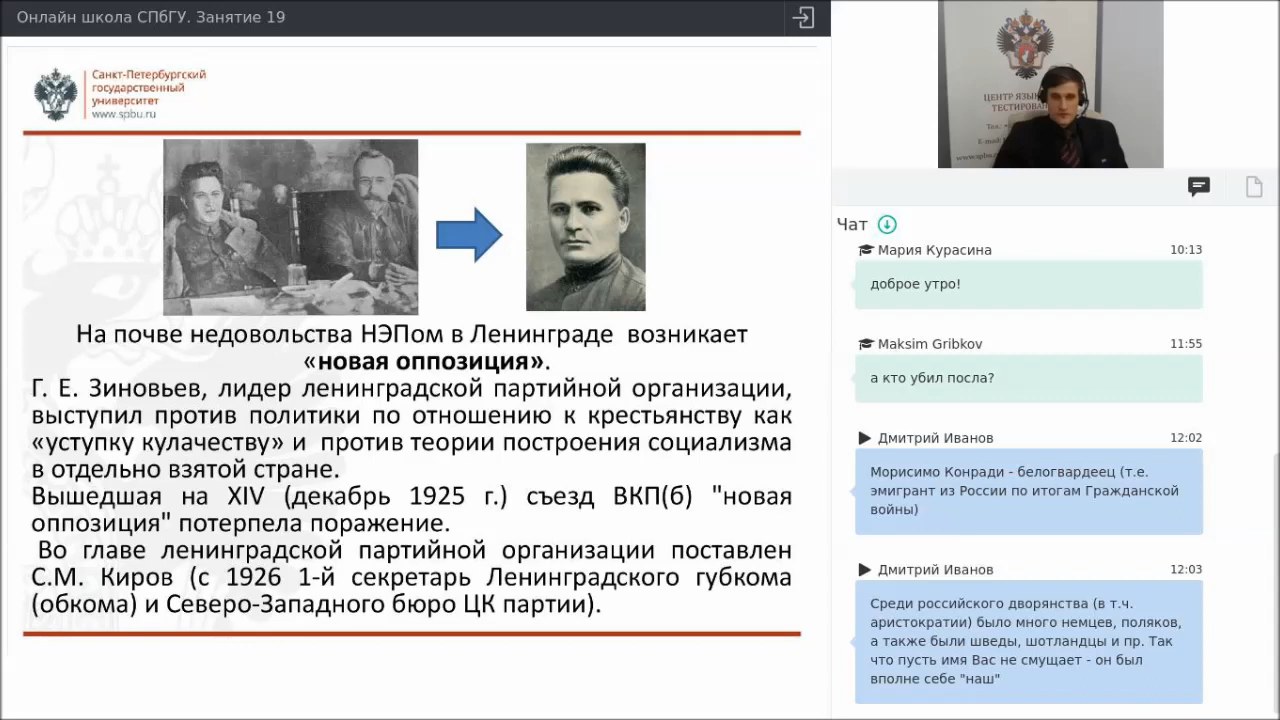 Онлайн школа СПбГУ. Занятие 19
Санкт-Петербургский
государственный
университет
www.spbu.ru
На почве недовольства НЭПом в Ленинграде возникает
«новая оппозиция».
Г. Е. Зиновьев, лидер ленинградской партийной организации,
выступил против политики по отношению к крестьянству как
«уступку кулачеству» и против теории построения социализма
в отдельно взятой стране.
Вышедшая на XIV (декабрь 1925 г.) съезд ВКП(б) "новая
оппозиция" потерпела поражение.
Во главе ленинградской партийной организации поставлен
С.М. Киров (с 1926 1-й секретарь Ленинградского губкома
(обкома) и Северо-Западного бюро ЦК партии).
ЦЕНТР
Тел.:
E-mail:
Чат
Мария Курасина 10:13
доброе утро!
Maksim Gribkov 11:55
а кто убил посла?
Дмитрий Иванов 12:02
Морисимо Конради - белогвардеец (т.е.
эмигрант из России по итогам Гражданской
войны)
Дмитрий Иванов 12:03
Среди российского дворянства (в т.ч.
аристократии) было много немцев, поляков,
а также были шведы, шотландцы и пр. Так
что пусть имя Вас не смущает - он был
вполне себе "наш"